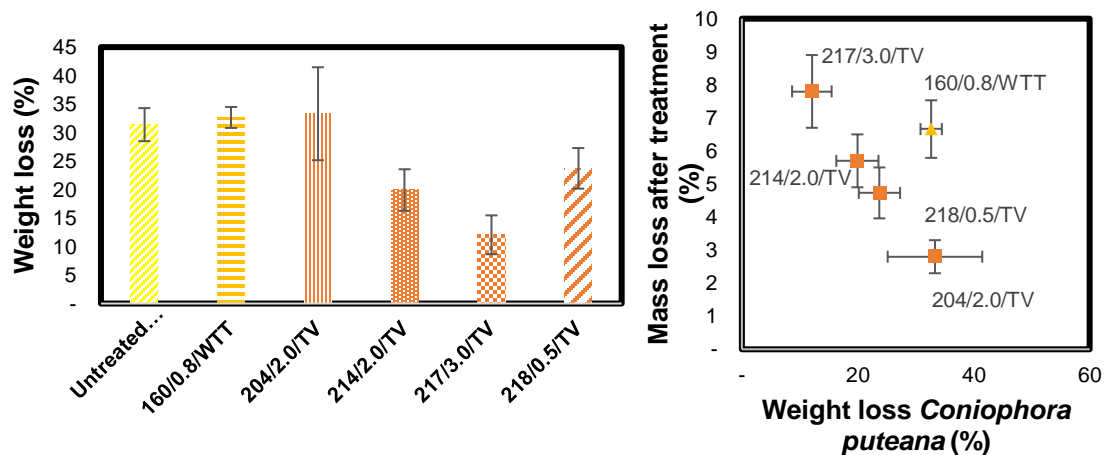 Weight loss (%)
45
40
35
30
25
20
15
10
5
-
Untreated…
160/0.8/WTT
204/2.0/TV
214/2.0/TV
217/3.0/TV
218/0.5/TV
Mass loss after treatment
(%)
10
9
8
7
6
5
4
3
2
1
-
217/3.0/TV
160/0.8/WTT
214/2.0/TV
218/0.5/TV
204/2.0/TV
-
20
40
60
Weight loss Coniophora
puteana (%)